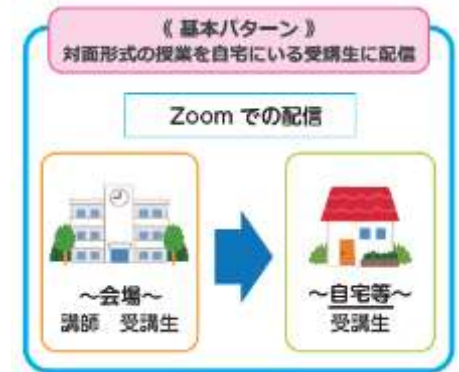 《 基本パターン 》
対面形式の授業を自宅にいる受講生に配信
Zoom での配信
～会場～
講師　受講生
～自宅等～
受講生